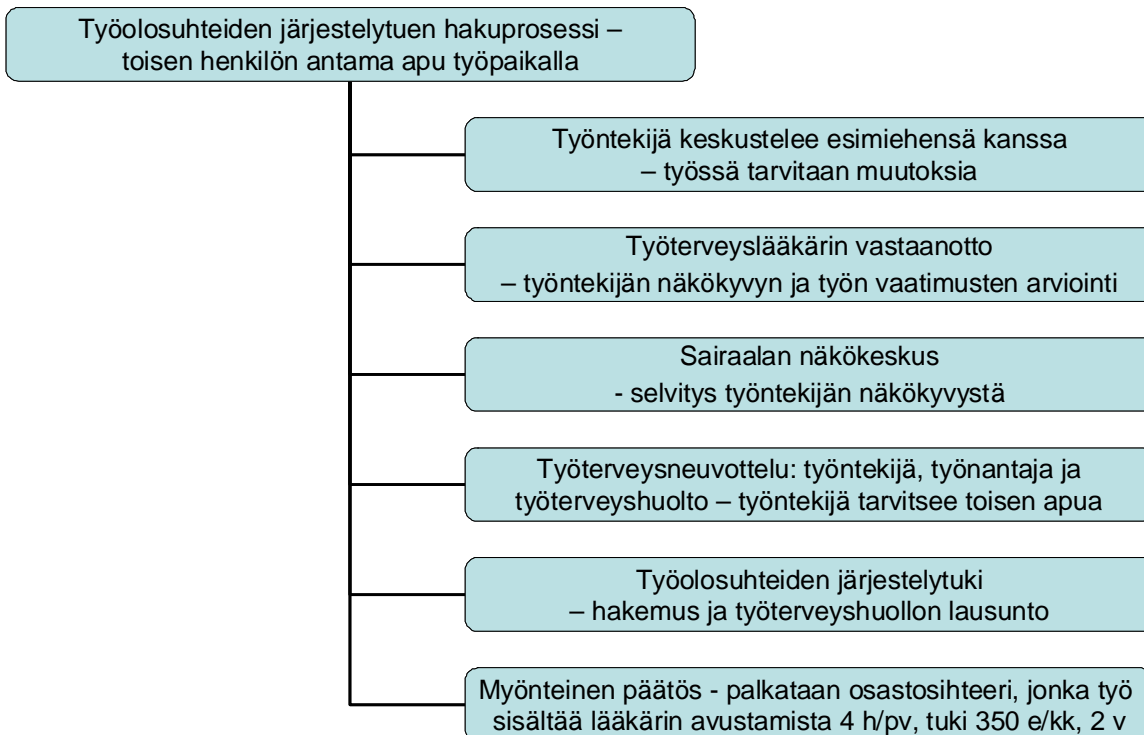 Työolosuhteiden järjestelytuen hakuprosessi –
toisen henkilön antama apu työpaikalla
Työntekijä keskustelee esimiehensä kanssa
– työssä tarvitaan muutoksia
Työterveyslääkärin vastaanotto
– työntekijän näkökyvyn ja työn vaatimusten arviointi
Sairaalan näkökeskus
- selvitys työntekijän näkökyvystä
Työterveysneuvottelu: työntekijä, työnantaja ja
työterveyshuolto – työntekijä tarvitsee toisen apua
Työolosuhteiden järjestelytuki
– hakemus ja työterveyshuollon lausunto
Myönteinen päätös - palkataan osastosihteeri, jonka työ
sisältää lääkärin avustamista 4 h/pv, tuki 350 e/kk, 2 v